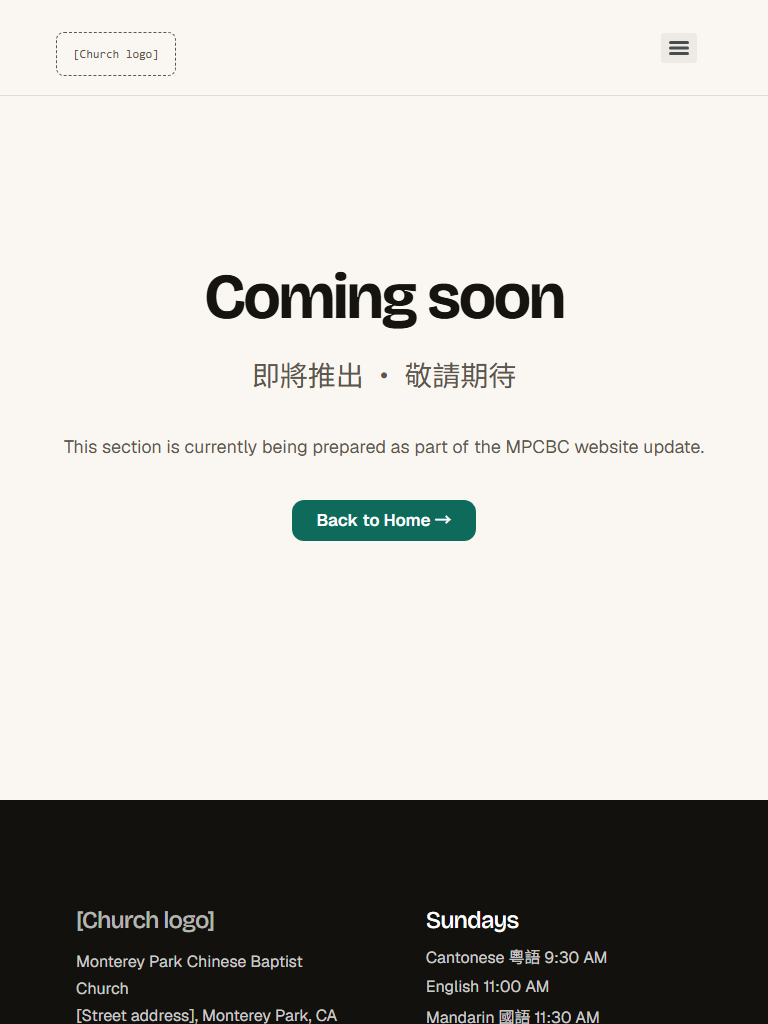 [Church logo]
Coming soon
即將推出 · 敬請期待
This section is currently being prepared as part of the MPCBC website update.
Back to Home →
[Church logo]
Monterey Park Chinese Baptist
Church
[Street address], Monterey Park, CA
Sundays
Cantonese 粵語 9:30 AM
English 11:00 AM
Mandarin 國語 11:30 AM